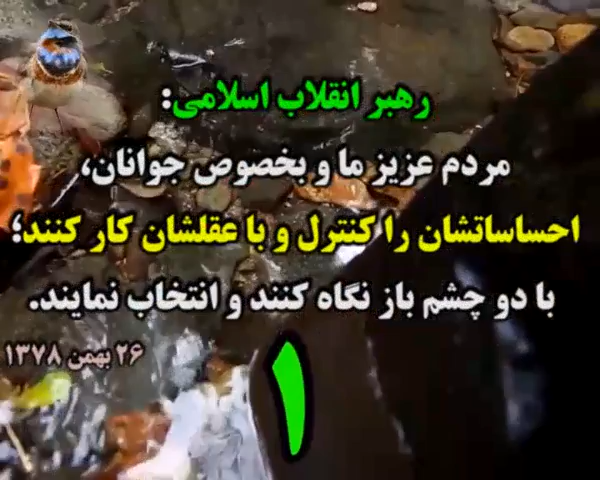 رهبر انقلاب اسلامی:
مردم عزیز ما و بخصوص جوانان،
احساساتشان را کنترل و با عقلشان کار کنند؛
با دو چشم باز نگاه کنند و انتخاب نمایند.
۲۶ بهمن ۱۳۷۸
۱